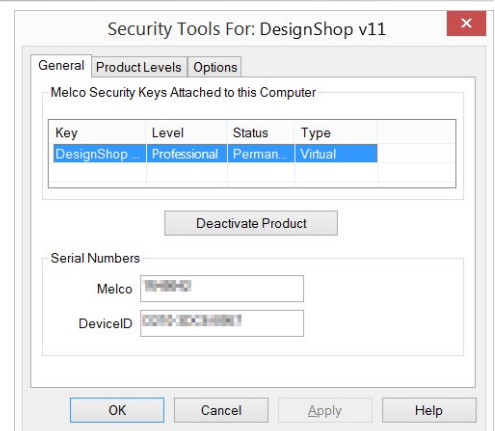 Security Tools For: DesignShop v11
General Product Levels Options
Melco Security Keys Attached to this Computer
Key Level Status Type
DesignShop ... Professional Perman... Virtual
Deactivate Product
Serial Numbers
Melco
DeviceID
OK Cancel Apply Help